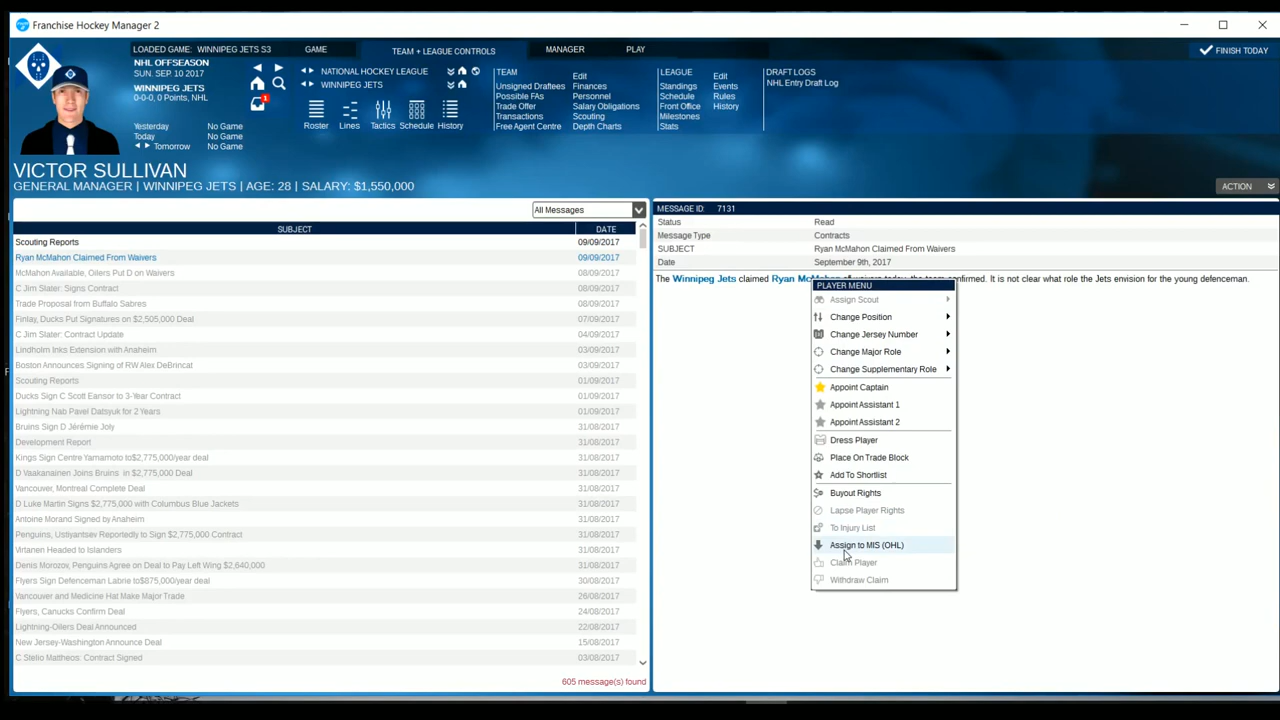 Franchise Hockey Manager 2
LOADED GAME: WINNIPEG JETS S3
GAME
TEAM + LEAGUE CONTROLS
MANAGER
PLAY
FINISH TODAY
NHL OFFSEASON
SUN. SEP. 10 2017
WINNIPEG JETS
0-0-0, 0 Points, NHL
Yesterday No Game
Today No Game
Tomorrow No Game
1
NATIONAL HOCKEY LEAGUE
WINNIPEG JETS
Roster Lines Tactics Schedule History
TEAM
Unsigned Draftees
Possible FAs
Trade Offer
Transactions
Free Agent Centre
Edit
Finances
Personnel
Salary Obligations
Scouting
Depth Charts
LEAGUE
Standings
Schedule
Front Office
Milestones
Stats
Edit
Events
Rules
History
DRAFT LOGS
NHL Entry Draft Log
VICTOR SULLIVAN
GENERAL MANAGER | WINNIPEG JETS | AGE: 28 | SALARY: $1,550,000
ACTION
All Messages
SUBJECT DATE
Scouting Reports 09/09/2017
Ryan McMahon Claimed From Waivers 09/09/2017
McMahon Available, Oilers Put D on Waivers 08/09/2017
C Jim Slater: Signs Contract 08/09/2017
Trade Proposal from Buffalo Sabres 08/09/2017
Finlay, Ducks Put Signatures on $2,505,000 Deal 07/09/2017
C Jim Slater: Contract Update 04/09/2017
Lindholm Inks Extension with Anaheim 03/09/2017
Boston Announces Signing of RW Alex DeBrincat 02/09/2017
Scouting Reports 01/09/2017
Ducks Sign C Scott Eansor to 3-Year Contract 01/09/2017
Lightning Nab Pavel Datsyuk for 2 Years 01/09/2017
Bruins Sign D Jérémie Joly 31/08/2017
Development Report 31/08/2017
Kings Sign Centre Yamamoto to$2,775,000/year deal 31/08/2017
D Vaakanainen Joins Bruins in $2,775,000 Deal 31/08/2017
Vancouver, Montreal Complete Deal 31/08/2017
D Luke Martin Signs $2,775,000 with Columbus Blue Jackets 31/08/2017
Antoine Morand Signed by Anaheim 31/08/2017
Penguins, Ustiyantsev Reportedly to Sign $2,775,000 Contract 31/08/2017
Virtanen Headed to Islanders 31/08/2017
Denis Morozov, Penguins Agree on Deal to Pay Left Wing $2,640,000 31/08/2017
Flyers Sign Defenceman Labrie to$875,000/year deal 30/08/2017
Vancouver and Medicine Hat Make Major Trade 26/08/2017
Flyers, Canucks Confirm Deal 24/08/2017
Lightning-Oilers Deal Announced 22/08/2017
New Jersey-Washington Announce Deal 15/08/2017
C Stelio Mattheos: Contract Signed 03/08/2017
605 message(s) found
MESSAGE ID: 7131
Status Read
Message Type Contracts
SUBJECT Ryan McMahon Claimed From Waivers
Date September 9th, 2017
The Winnipeg Jets claimed Ryan McMahon off waivers today, the team confirmed. It is not clear what role the Jets envision for the young defenceman.
PLAYER MENU
Assign Scout
Change Position
Change Jersey Number
Change Major Role
Change Supplementary Role
Appoint Captain
Appoint Assistant 1
Appoint Assistant 2
Dress Player
Place On Trade Block
Add To Shortlist
Buyout Rights
Lapse Player Rights
To Injury List
Assign to MIS (OHL)
Claim Player
Withdraw Claim